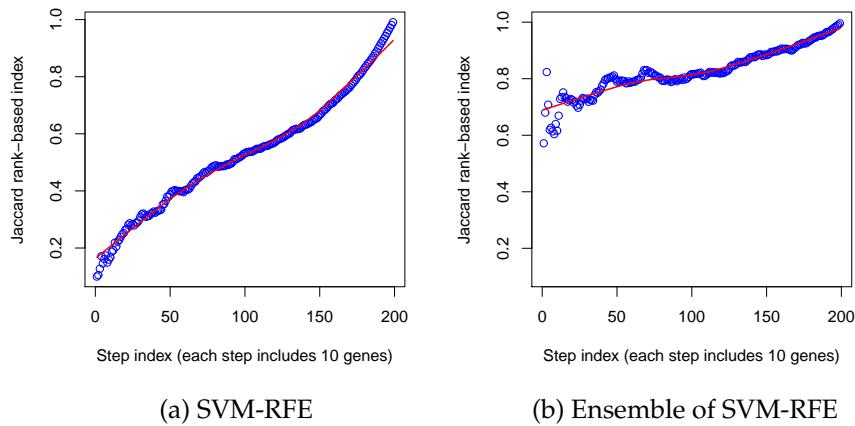 Jaccard rank−based index
1.0
0.8
0.6
0.4
0.2
0 50 100 150 200
Step index (each step includes 10 genes)
(a) SVM-RFE
Jaccard rank−based index
1.0
0.8
0.6
0.4
0.2
0 50 100 150 200
Step index (each step includes 10 genes)
(b) Ensemble of SVM-RFE